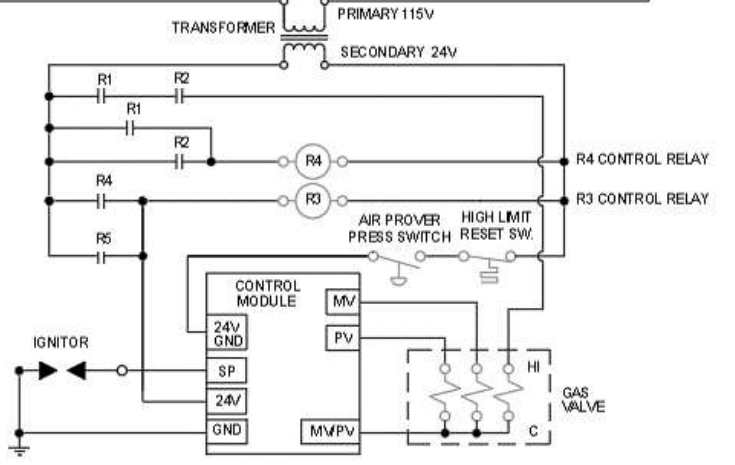 PRIMARY 115V
TRANSFORMER
SECONDARY 24V
R1
R2
R1
R2
R4
R4 CONTROL RELAY
R4
R3
R3 CONTROL RELAY
AIR PROVER
PRESS SWITCH
HIGH LIMIT
RESET SW.
R5
CONTROL
MODULE
MV
24V
GND
PV
IGNITOR
SP
HI
24V
GAS
VALVE
GND
MV/PV
C